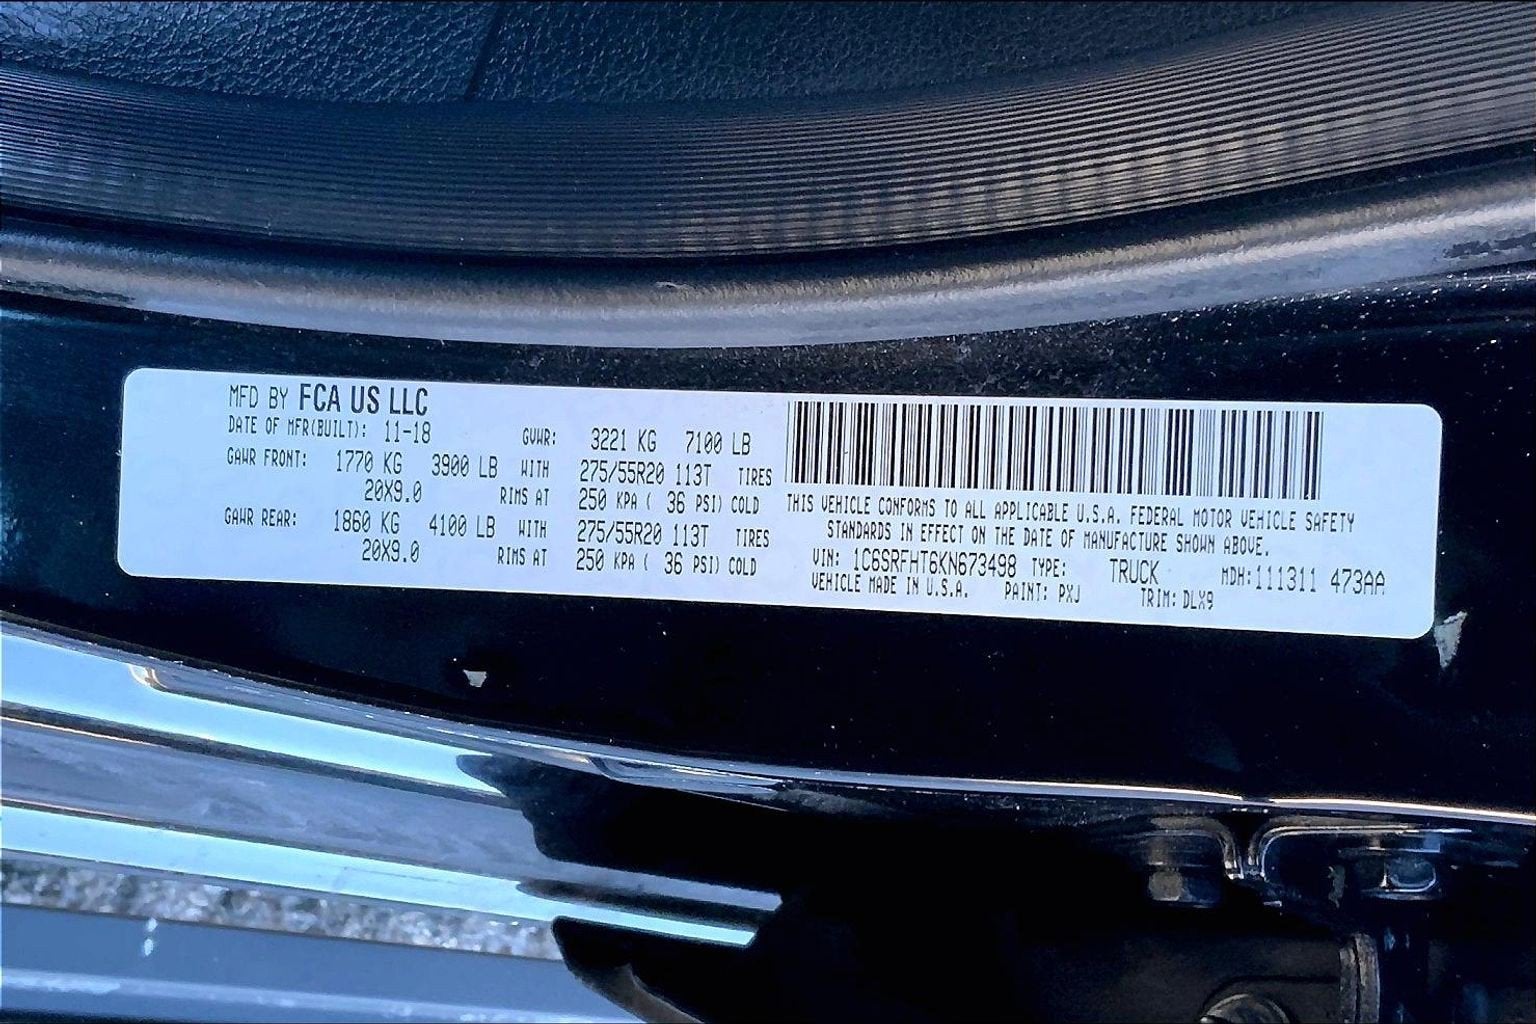 MFD BY FCA US LLC
DATE OF MFR(BUILT): 11-18 GVWR: 3221 KG 7100 LB
GAWR FRONT: 1770 KG 3900 LB WITH 275/55R20 113T TIRES
20X9.0 RIMS AT 250 KPA ( 36 PSI) COLD
GAWR REAR: 1860 KG 4100 LB WITH 275/55R20 113T TIRES
20X9.0 RIMS AT 250 KPA ( 36 PSI) COLD
THIS VEHICLE CONFORMS TO ALL APPLICABLE U.S.A. FEDERAL MOTOR VEHICLE SAFETY
STANDARDS IN EFFECT ON THE DATE OF MANUFACTURE SHOWN ABOVE.
VIN: 1C6SRFHT6KN673498 TYPE: TRUCK MDH:111311 473AA
VEHICLE MADE IN U.S.A. PAINT: PXJ TRIM: DLX9